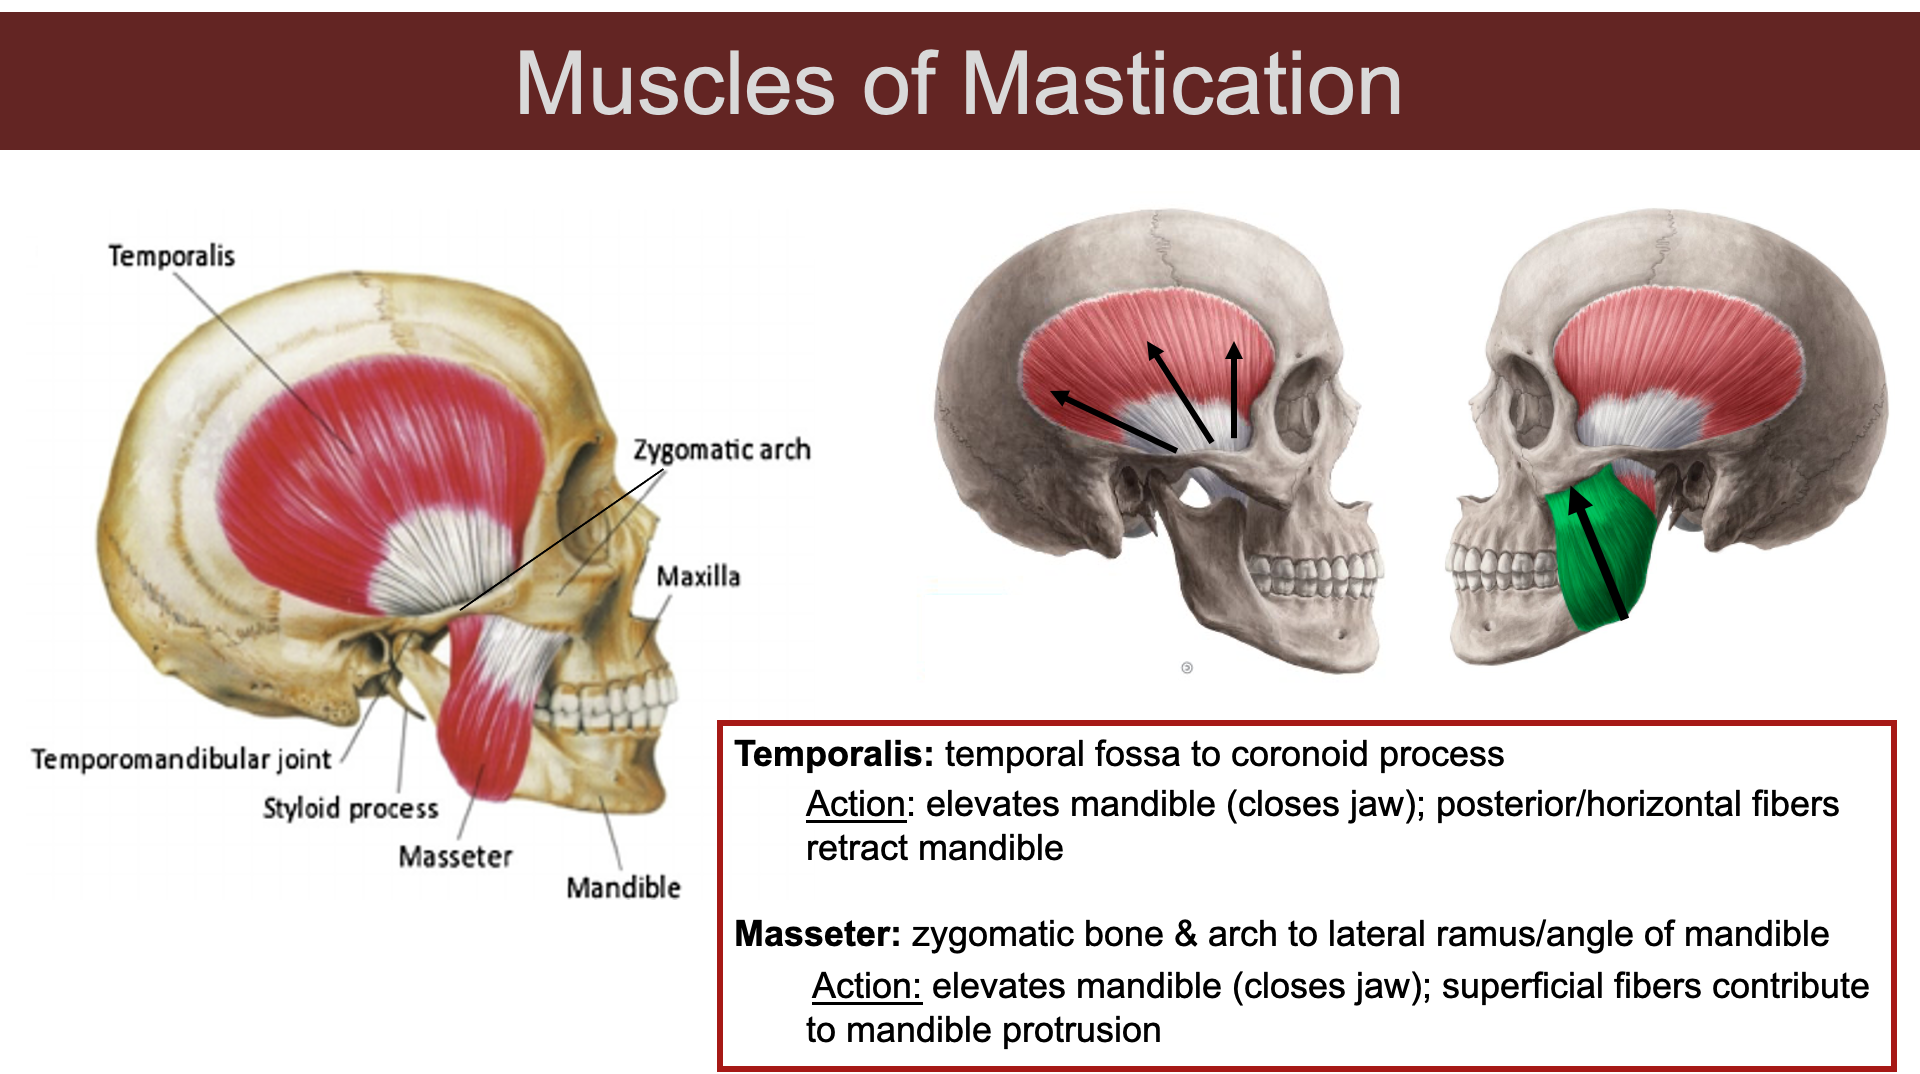 Muscles of Mastication
Temporalis
Zygomatic arch
Maxilla
Temporomandibular joint
Styloid process
Masseter
Mandible
Temporalis: temporal fossa to coronoid process
Action: elevates mandible (closes jaw); posterior/horizontal fibers
retract mandible
Masseter: zygomatic bone & arch to lateral ramus/angle of mandible
Action: elevates mandible (closes jaw); superficial fibers contribute
to mandible protrusion